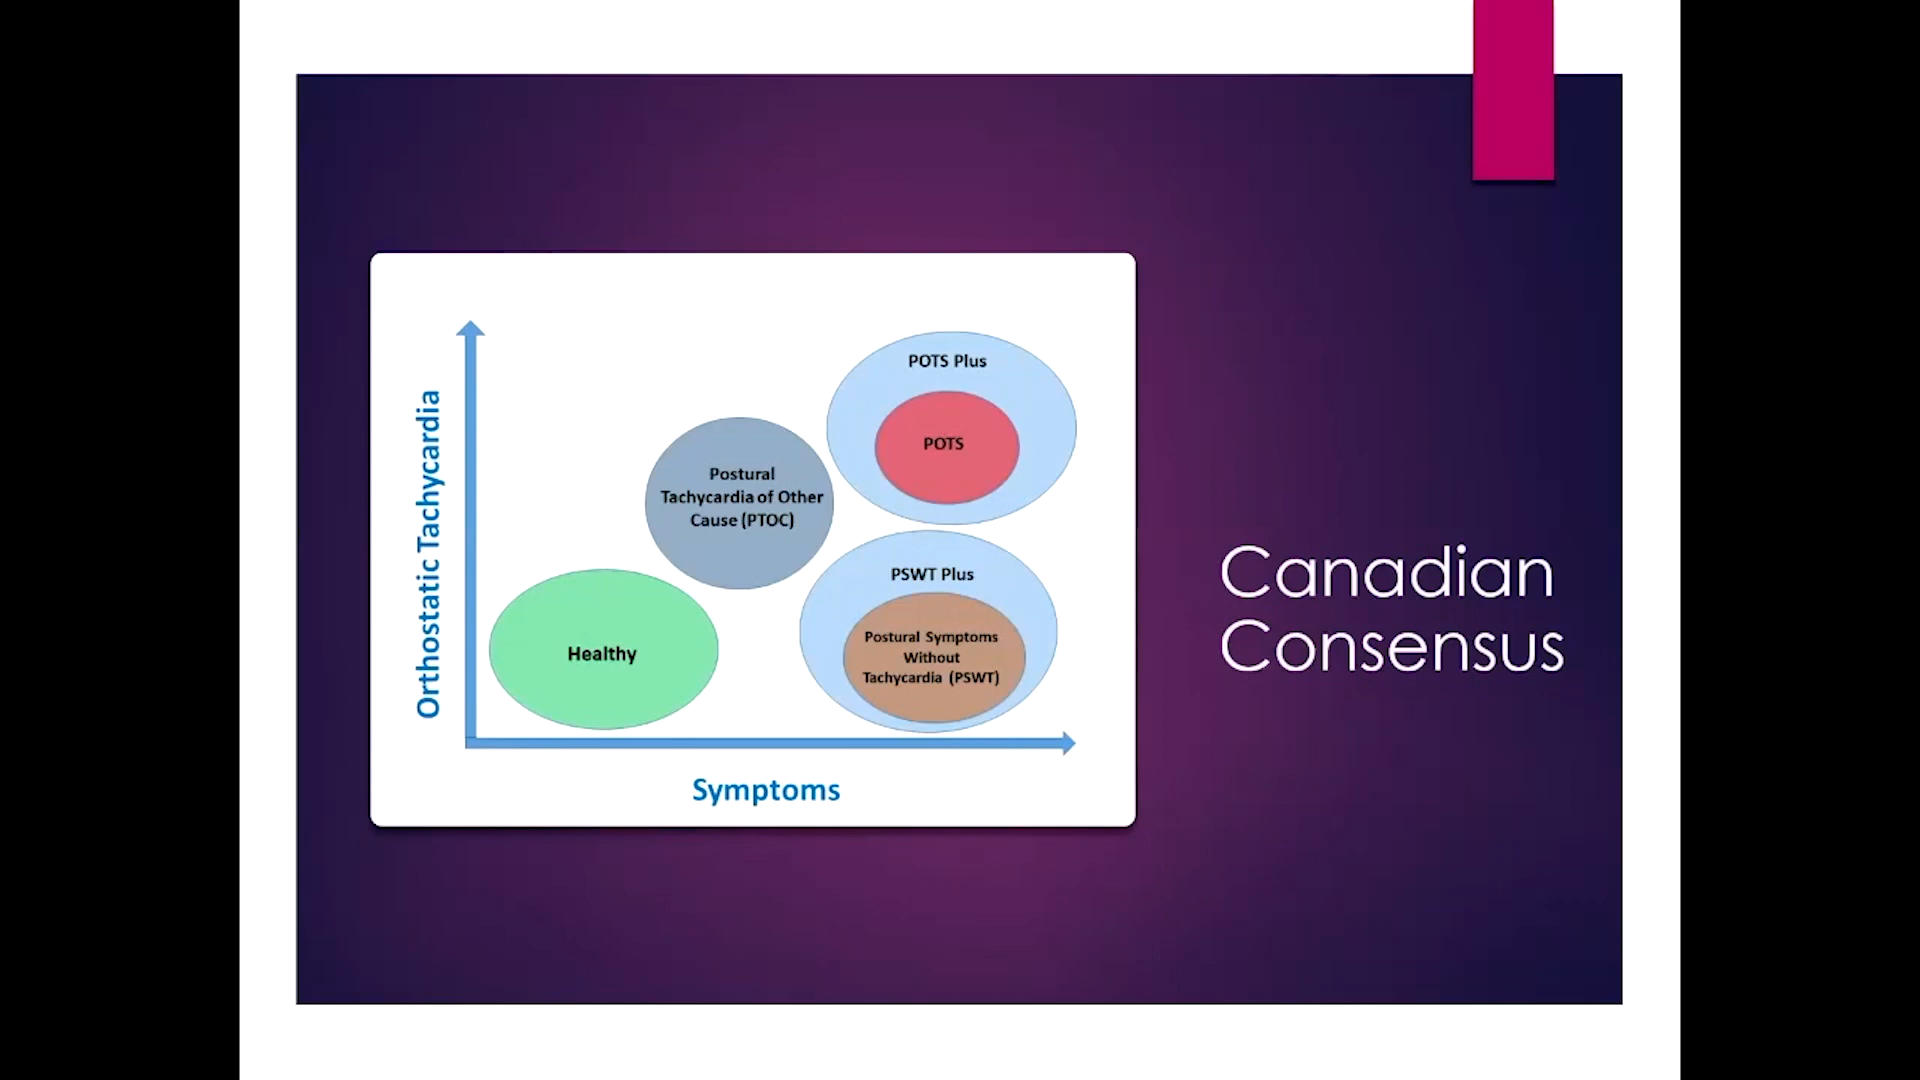 Orthostatic Tachycardia
POTS Plus
POTS
Postural
Tachycardia of Other
Cause (PTOC)
PSWT Plus
Postural Symptoms
Without
Tachycardia (PSWT)
Healthy
Symptoms
Canadian
Consensus